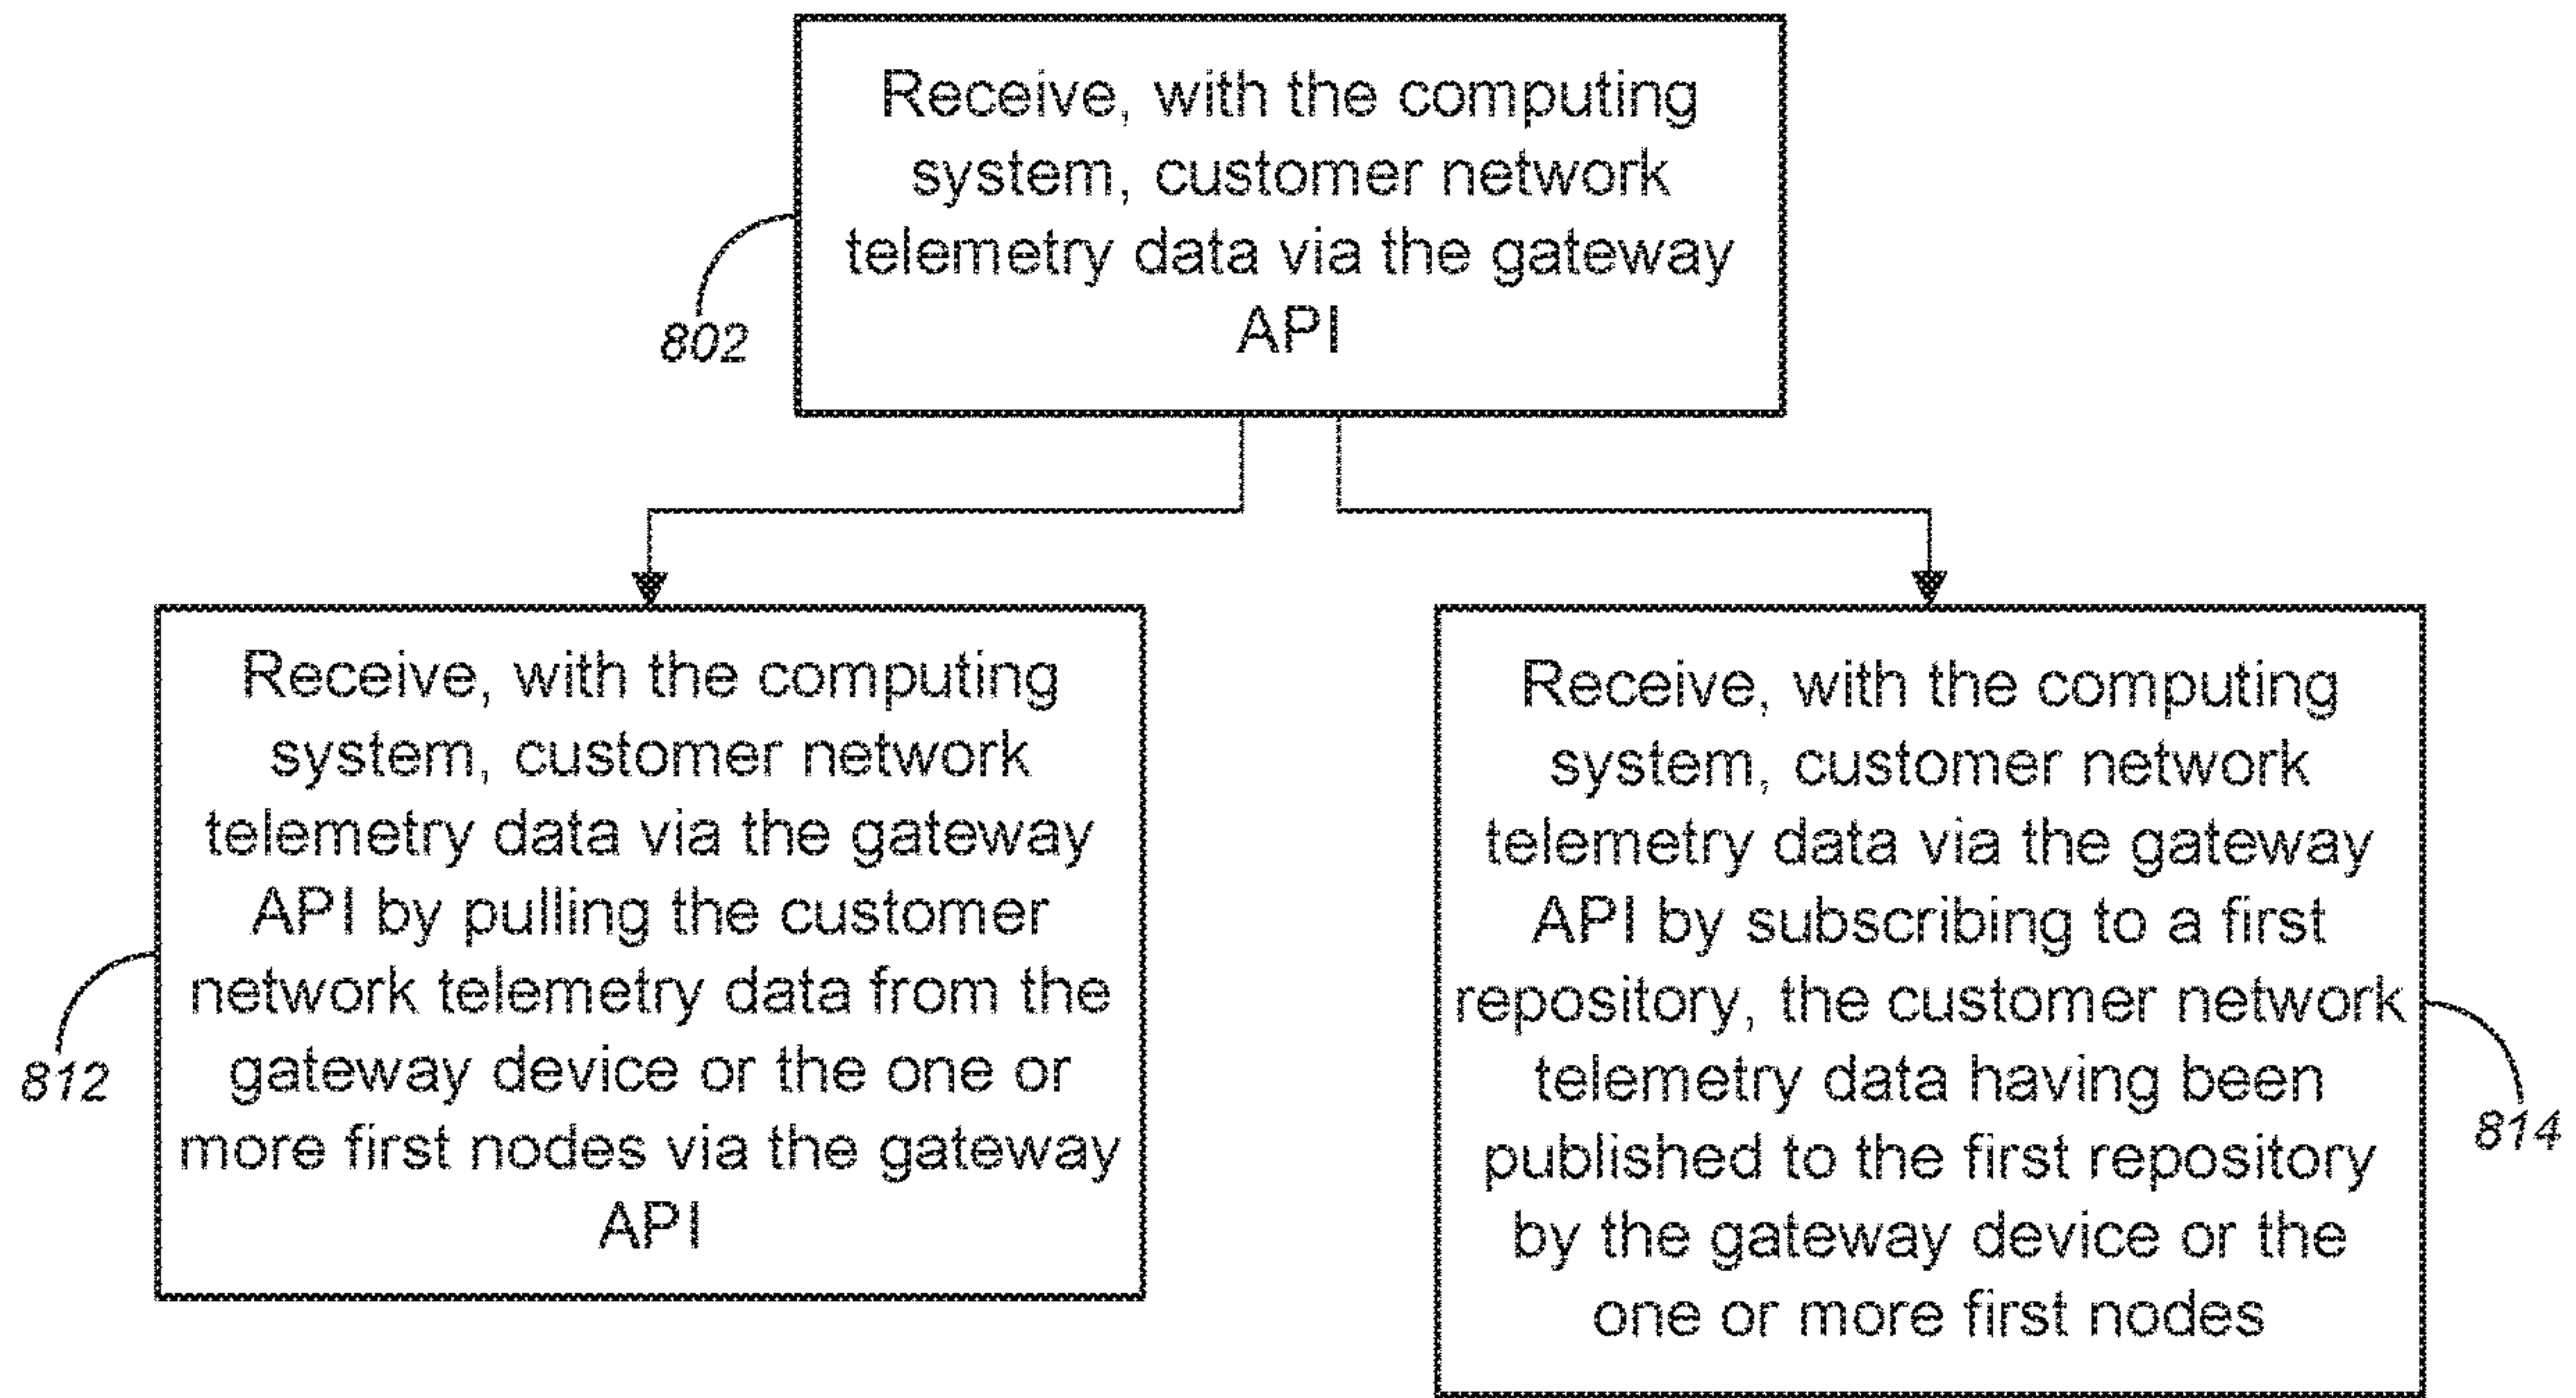 Receive, with the computing
system, customer network
telemetry data via the gateway
API
802
Receive, with the computing
system, customer network
telemetry data via the gateway
API by pulling the customer
network telemetry data from the
gateway device or the one or
more first nodes via the gateway
API
812
Receive, with the computing
system, customer network
telemetry data via the gateway
API by subscribing to a first
repository, the customer network
telemetry data having been
published to the first repository
by the gateway device or the
one or more first nodes
814